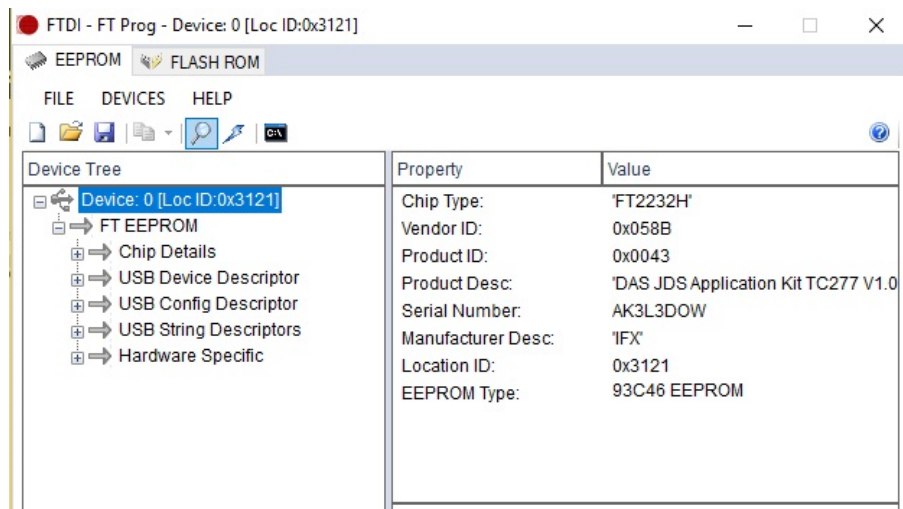 FTDI - FT Prog - Device: 0 [Loc ID:0x3121]
EEPROM FLASH ROM
FILE DEVICES HELP
C:\
Device Tree
Device: 0 [Loc ID:0x3121]
FT EEPROM
Chip Details
USB Device Descriptor
USB Config Descriptor
USB String Descriptors
Hardware Specific
Property Value
Chip Type: 'FT2232H'
Vendor ID: 0x058B
Product ID: 0x0043
Product Desc: 'DAS JDS Application Kit TC277 V1.0
Serial Number: AK3L3DOW
Manufacturer Desc: 'IFX'
Location ID: 0x3121
EEPROM Type: 93C46 EEPROM